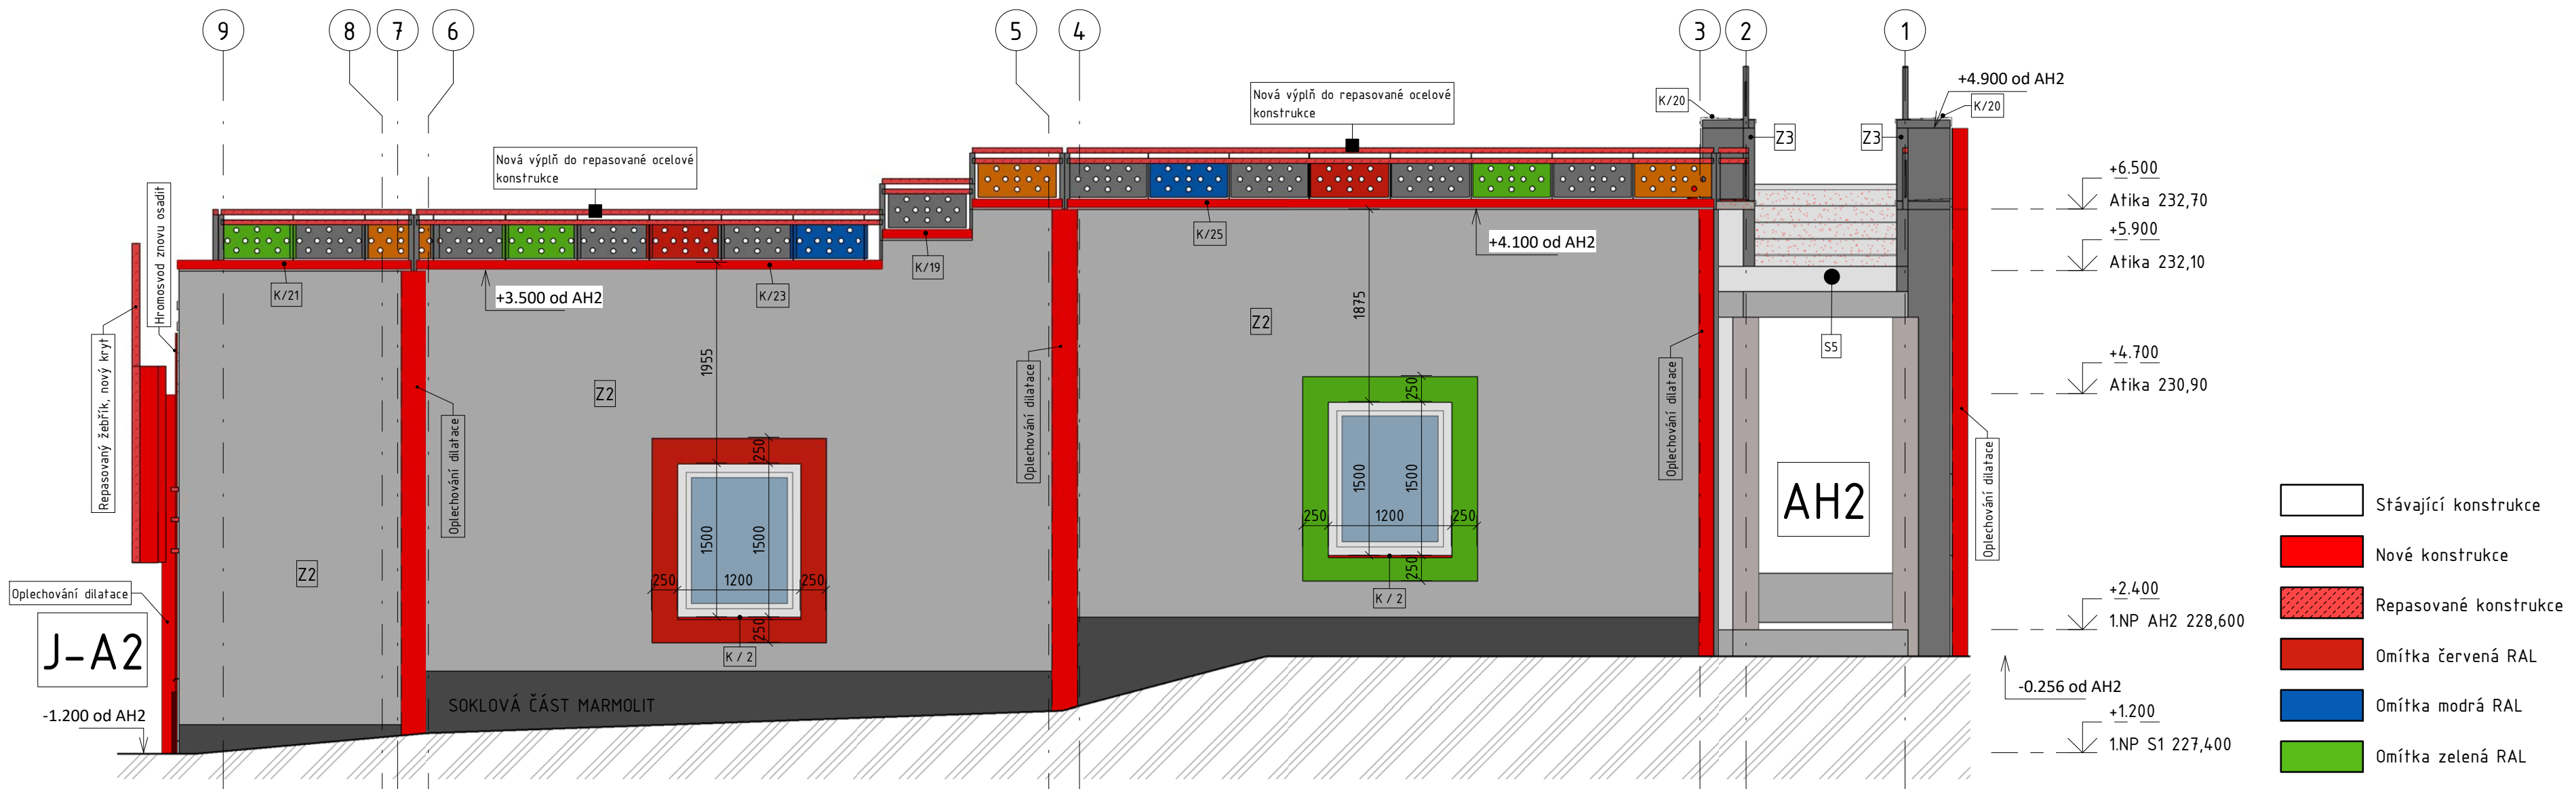 9
8
7
6
5
4
3
2
1
Nová výplň do repasované ocelové
konstrukce
Nová výplň do repasované ocelové
konstrukce
K/20
Z3
Z3
+4.900 od AH2
K/20
+6.500
Atika 232,70
+5.900
Atika 232,10
+4.700
Atika 230,90
+2.400
1.NP AH2 228,600
-0.256 od AH2
+1.200
1.NP S1 227,400
Hromosvod znovu osadit
Repasovaný žebřík, nový kryt
K/21
+3.500 od AH2
K/23
K/19
K/25
+4.100 od AH2
Z2
Z2
Z2
S5
1955
1875
Oplechování dilatace
Oplechování dilatace
Oplechování dilatace
Oplechování dilatace
Oplechování dilatace
250
1500
1500
250
1200
250
250
K / 2
250
1500
1500
250
1200
250
250
K / 2
AH2
J-A2
-1.200 od AH2
SOKLOVÁ ČÁST MARMOLIT
Stávající konstrukce
Nové konstrukce
Repasované konstrukce
Omítka červená RAL
Omítka modrá RAL
Omítka zelená RAL